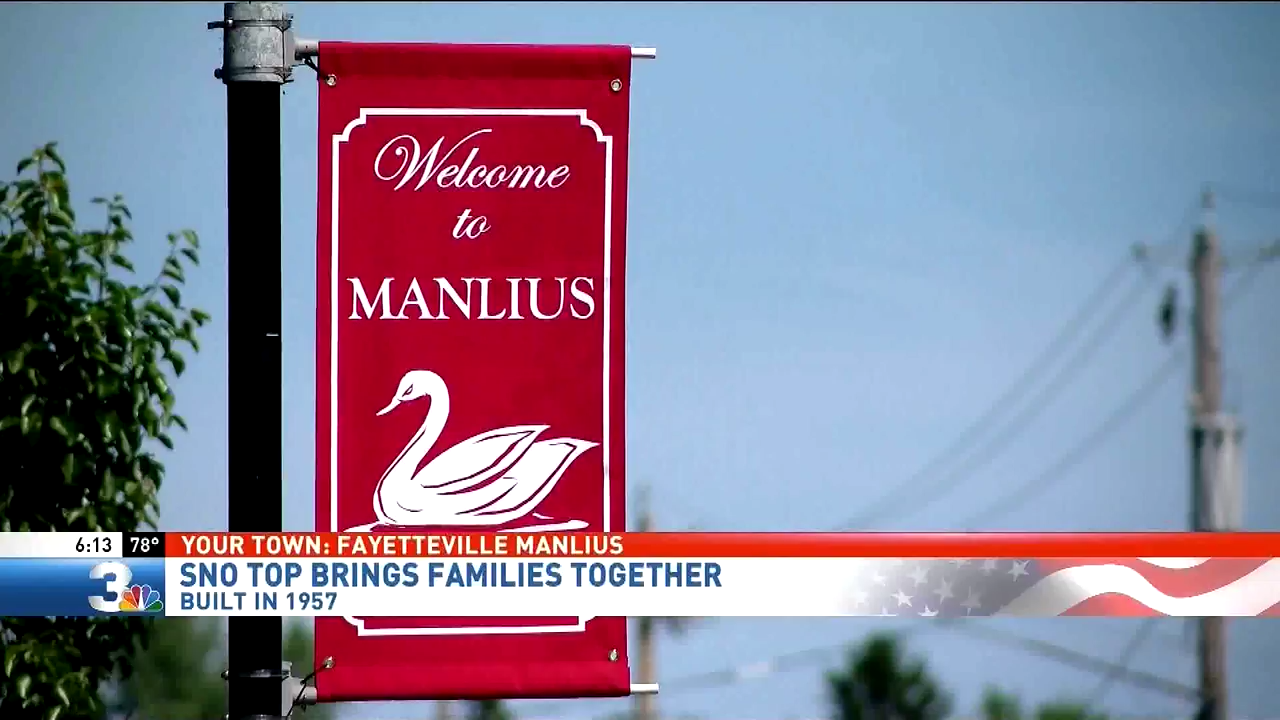 Welcome
to
MANLIUS
6:13 78° YOUR TOWN: FAYETTEVILLE MANLIUS
3 SNO TOP BRINGS FAMILIES TOGETHER
BUILT IN 1957